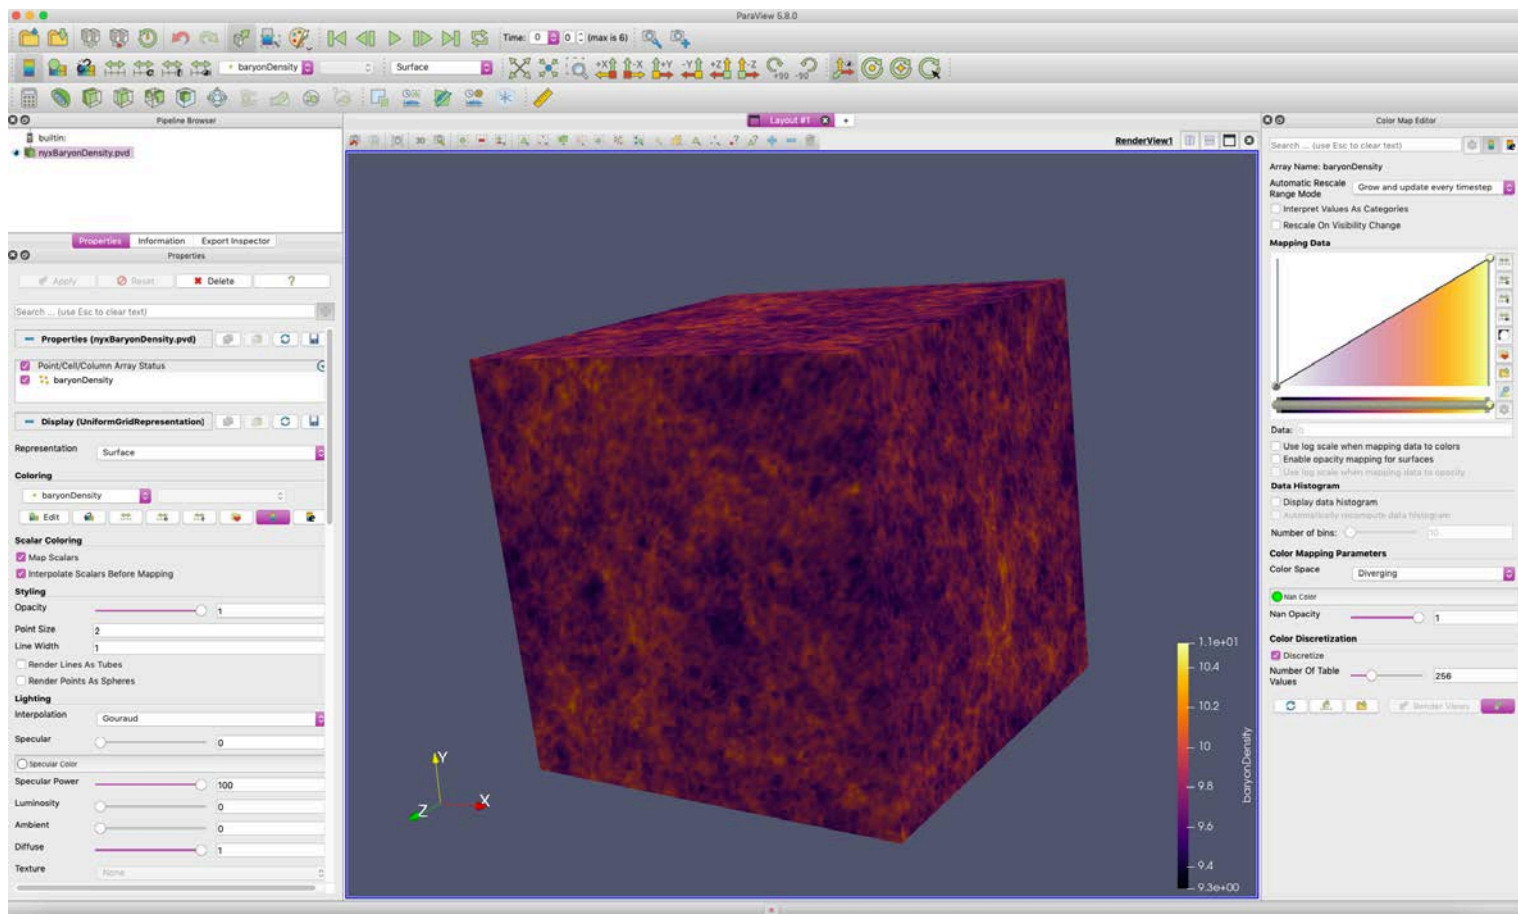 ParaView 5.8.0
Time: 0 0 (max is 6)
baryonDensity Surface
+X -X +Y -Y +Z -Z +90 -90
Pipeline Browser
builtin:
nyxBaryonDensity.pvd
Properties Information Export Inspector
Properties
Apply Reset Delete ?
Search ... (use Esc to clear text)
Properties (nyxBaryonDensity.pvd)
Point/Cell/Column Array Status
baryonDensity
Display (UniformGridRepresentation)
Representation Surface
Coloring
baryonDensity
Edit
Scalar Coloring
Map Scalars
Interpolate Scalars Before Mapping
Styling
Opacity 1
Point Size 2
Line Width 1
Render Lines As Tubes
Render Points As Spheres
Lighting
Interpolation Gouraud
Specular 0
Specular Color
Specular Power 100
Luminosity 0
Ambient 0
Diffuse 1
Texture None
Layout #1 +
3D RenderView1
Y
X
Z
1.1e+01
10.4
10.2
10
9.8
9.6
9.4
9.3e+00
baryonDensity
Color Map Editor
Search ... (use Esc to clear text)
Array Name: baryonDensity
Automatic Rescale
Range Mode
Grow and update every timestep
Interpret Values As Categories
Rescale On Visibility Change
Mapping Data
Data: 0
Use log scale when mapping data to colors
Enable opacity mapping for surfaces
Use log scale when mapping data to opacity
Data Histogram
Display data histogram
Automatically recompute data histogram
Number of bins: 10
Color Mapping Parameters
Color Space Diverging
Nan Color
Nan Opacity 1
Color Discretization
Discretize
Number Of Table
Values
256
Render Views